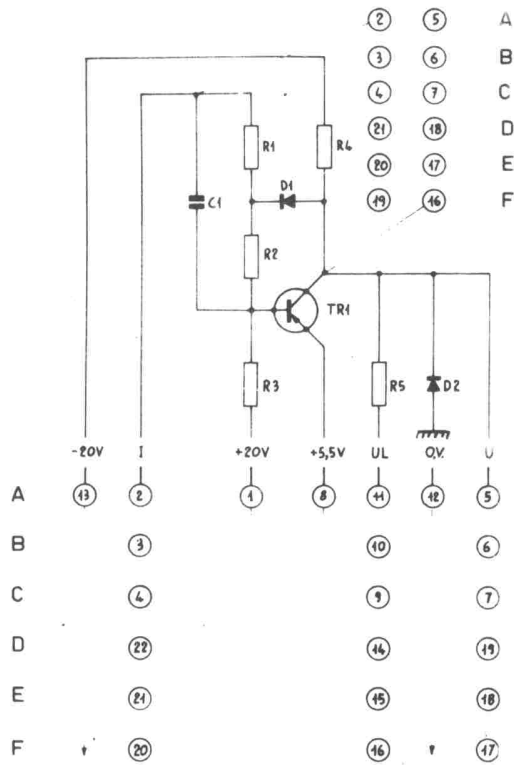 2 5 A
3 6 B
4 7 C
21 18 D
20 17 E
19 16 F
R1 R4
D1
C1
R2
TR1
R3 R5 D2
-20V I +20V +5,5V UL 0,V. U
A 13 2 1 8 11 12 5
B 3 10 6
C 4 9 7
D 22 14 19
E 21 15 18
F 20 16 17